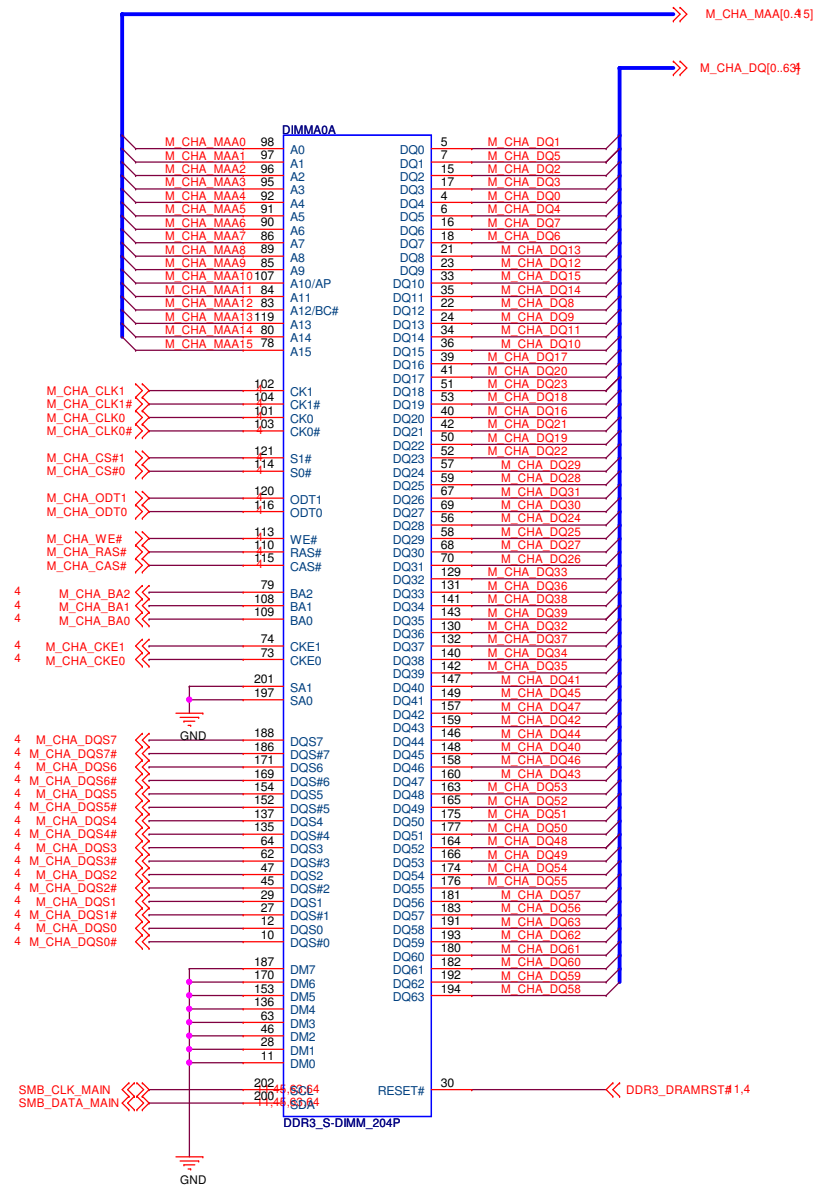 M_CHA_MAA[0..15] 4
M_CHA_DQ[0..63] 4
DIMMA0A
M_CHA_MAA0 98 A0 DQ0 5 M_CHA_DQ1
M_CHA_MAA1 97 A1 DQ1 7 M_CHA_DQ5
M_CHA_MAA2 96 A2 DQ2 15 M_CHA_DQ2
M_CHA_MAA3 95 A3 DQ3 17 M_CHA_DQ3
M_CHA_MAA4 92 A4 DQ4 4 M_CHA_DQ0
M_CHA_MAA5 91 A5 DQ5 6 M_CHA_DQ4
M_CHA_MAA6 90 A6 DQ6 16 M_CHA_DQ7
M_CHA_MAA7 86 A7 DQ7 18 M_CHA_DQ6
M_CHA_MAA8 89 A8 DQ8 21 M_CHA_DQ13
M_CHA_MAA9 85 A9 DQ9 23 M_CHA_DQ12
M_CHA_MAA10 107 A10/AP DQ10 33 M_CHA_DQ15
M_CHA_MAA11 84 A11 DQ11 35 M_CHA_DQ14
M_CHA_MAA12 83 A12/BC# DQ12 22 M_CHA_DQ8
M_CHA_MAA13 119 A13 DQ13 24 M_CHA_DQ9
M_CHA_MAA14 80 A14 DQ14 34 M_CHA_DQ11
M_CHA_MAA15 78 A15 DQ15 36 M_CHA_DQ10
DQ16 39 M_CHA_DQ17
DQ17 41 M_CHA_DQ20
M_CHA_CLK1 102 4 CK1 DQ18 51 M_CHA_DQ23
M_CHA_CLK1# 104 4 CK1# DQ19 53 M_CHA_DQ18
M_CHA_CLK0 101 4 CK0 DQ20 40 M_CHA_DQ16
M_CHA_CLK0# 103 4 CK0# DQ21 42 M_CHA_DQ21
DQ22 50 M_CHA_DQ19
DQ23 52 M_CHA_DQ22
M_CHA_CS#1 121 4 S1# DQ24 57 M_CHA_DQ29
M_CHA_CS#0 114 4 S0# DQ25 59 M_CHA_DQ28
DQ26 67 M_CHA_DQ31
M_CHA_ODT1 120 4 ODT1 DQ27 69 M_CHA_DQ30
M_CHA_ODT0 116 4 ODT0 DQ28 56 M_CHA_DQ24
DQ29 58 M_CHA_DQ25
M_CHA_WE# 113 4 WE# DQ30 68 M_CHA_DQ27
M_CHA_RAS# 110 4 RAS# DQ31 70 M_CHA_DQ26
M_CHA_CAS# 115 4 CAS# DQ32 129 M_CHA_DQ33
DQ33 131 M_CHA_DQ36
4 M_CHA_BA2 79 BA2 DQ34 141 M_CHA_DQ38
4 M_CHA_BA1 108 BA1 DQ35 143 M_CHA_DQ39
4 M_CHA_BA0 109 BA0 DQ36 130 M_CHA_DQ32
DQ37 132 M_CHA_DQ37
4 M_CHA_CKE1 74 CKE1 DQ38 140 M_CHA_DQ34
4 M_CHA_CKE0 73 CKE0 DQ39 142 M_CHA_DQ35
DQ40 147 M_CHA_DQ41
201 SA1 DQ41 149 M_CHA_DQ45
197 SA0 DQ42 157 M_CHA_DQ47
GND DQ43 159 M_CHA_DQ42
4 M_CHA_DQS7 188 DQS7 DQ44 146 M_CHA_DQ44
4 M_CHA_DQS7# 186 DQS#7 DQ45 148 M_CHA_DQ40
4 M_CHA_DQS6 171 DQS6 DQ46 158 M_CHA_DQ46
4 M_CHA_DQS6# 169 DQS#6 DQ47 160 M_CHA_DQ43
4 M_CHA_DQS5 154 DQS5 DQ48 163 M_CHA_DQ53
4 M_CHA_DQS5# 152 DQS#5 DQ49 165 M_CHA_DQ52
4 M_CHA_DQS4 137 DQS4 DQ50 175 M_CHA_DQ51
4 M_CHA_DQS4# 135 DQS#4 DQ51 177 M_CHA_DQ50
4 M_CHA_DQS3 64 DQS3 DQ52 164 M_CHA_DQ48
4 M_CHA_DQS3# 62 DQS#3 DQ53 166 M_CHA_DQ49
4 M_CHA_DQS2 47 DQS2 DQ54 174 M_CHA_DQ54
4 M_CHA_DQS2# 45 DQS#2 DQ55 176 M_CHA_DQ55
4 M_CHA_DQS1 29 DQS1 DQ56 181 M_CHA_DQ57
4 M_CHA_DQS1# 27 DQS#1 DQ57 183 M_CHA_DQ56
4 M_CHA_DQS0 12 DQS0 DQ58 191 M_CHA_DQ63
4 M_CHA_DQS0# 10 DQS#0 DQ59 193 M_CHA_DQ62
DQ60 180 M_CHA_DQ61
187 DM7 DQ61 182 M_CHA_DQ60
170 DM6 DQ62 192 M_CHA_DQ59
153 DM5 DQ63 194 M_CHA_DQ58
136 DM4
63 DM3
46 DM2
28 DM1
11 DM0
SMB_CLK_MAIN 202 SCL RESET# 30 DDR3_DRAMRST# 11,4
SMB_DATA_MAIN 200 SDA
DDR3_S-DIMM_204P
GND